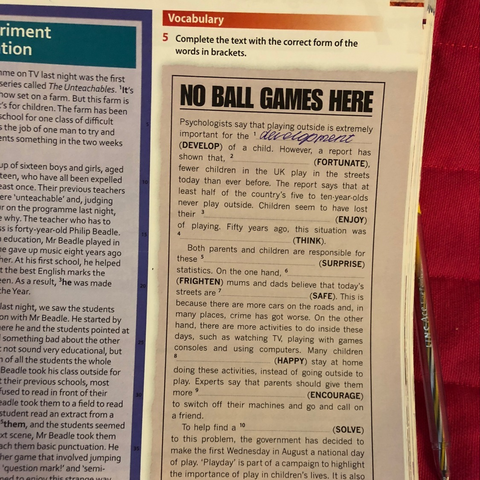 riment
tion
me on TV last night was the first
series called The Unteachables. ¹It's
now set on a farm. But this farm is
's for children. The farm has been
school for one class of difficult
s the job of one man to try and
ents something in the two weeks
up of sixteen boys and girls, aged
teen, who have all been expelled
east once. Their previous teachers
ere 'unteachable' and, judging
ur on the programme last night,
e why. The teacher who has to
ss is forty-year-old Philip Beadle.
n education, Mr Beadle played in
he gave up music eight years ago
her. At his first school, he helped
t the best English marks the
een. As a result, ²he was made
the Year.
last night, we saw the students
on with Mr Beadle. He started by
here he and the students pointed at
d something bad about the other
t not sound very educational, but
n of all the students the whole
Beadle took his class outside for
t their previous schools, most
fused to read in front of their
eadle took them to a field to read
student read an extract from a
³them, and the students seemed
xt scene, Mr Beadle took them
ach them basic punctuation. He
her game that involved jumping
'question mark!' and 'semi-
Vocabulary
5 Complete the text with the correct form of the
words in brackets.
NO BALL GAMES HERE
Psychologists say that playing outside is extremely
important for the ¹ development
(DEVELOP) of a child. However, a report has
shown that, ² (FORTUNATE),
fewer children in the UK play in the streets
today than ever before. The report says that at
least half of the country's five to ten-year-olds
never play outside. Children seem to have lost
their ³ (ENJOY)
of playing. Fifty years ago, this situation was
⁴ (THINK).
Both parents and children are responsible for
these ⁵ (SURPRISE)
statistics. On the one hand, ⁶
(FRIGHTEN) mums and dads believe that today's
streets are ⁷ (SAFE). This is
because there are more cars on the roads and, in
many places, crime has got worse. On the other
hand, there are more activities to do inside these
days, such as watching TV, playing with games
consoles and using computers. Many children
⁸ (HAPPY) stay at home
doing these activities, instead of going outside to
play. Experts say that parents should give them
more ⁹ (ENCOURAGE)
to switch off their machines and go and call on
a friend.
To help find a ¹⁰ (SOLVE)
to this problem, the government has decided to
make the first Wednesday in August a national day
of play. 'Playday' is part of a campaign to highlight
the importance of play in children's lives. It is also